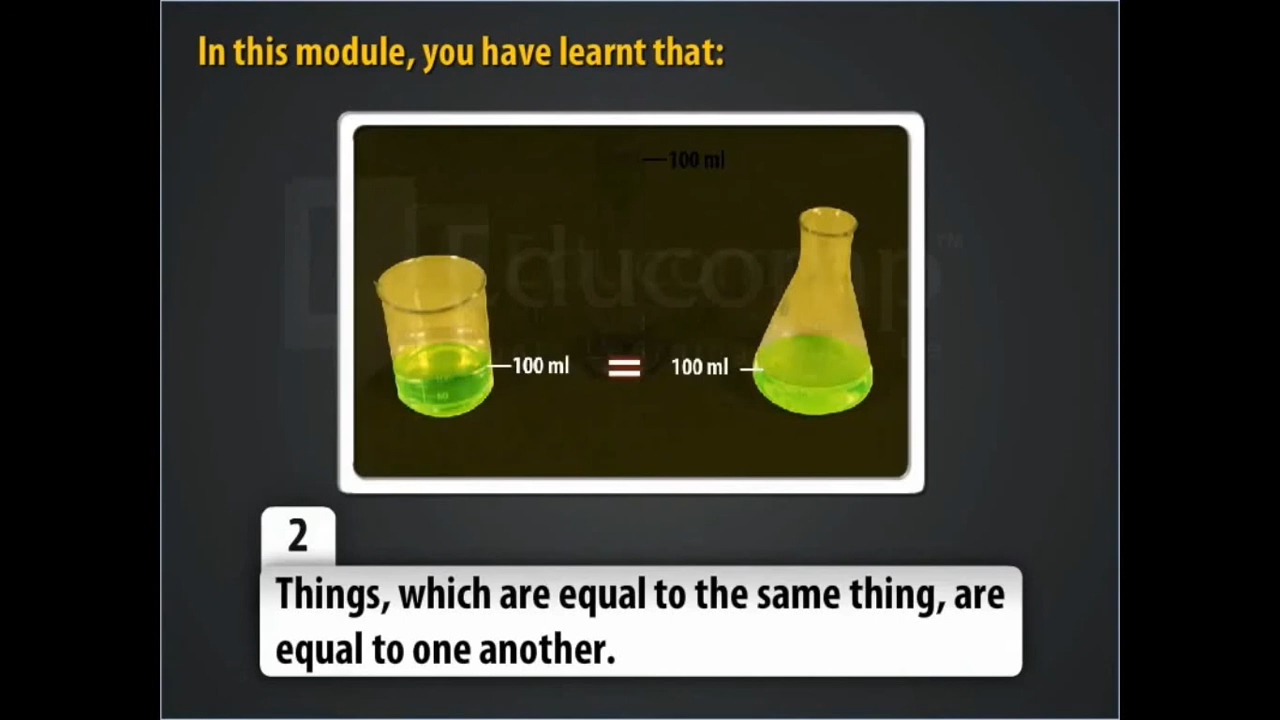 In this module, you have learnt that:
100 ml
Educomp™
100 ml = 100 ml
2
Things, which are equal to the same thing, are
equal to one another.